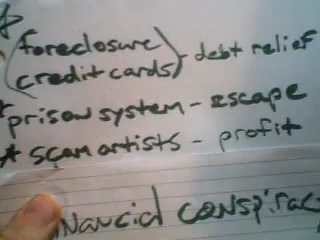 (foreclosure
credit cards) - debt relief
* prison system - escape
* scam artists - profit
nancial conspirac